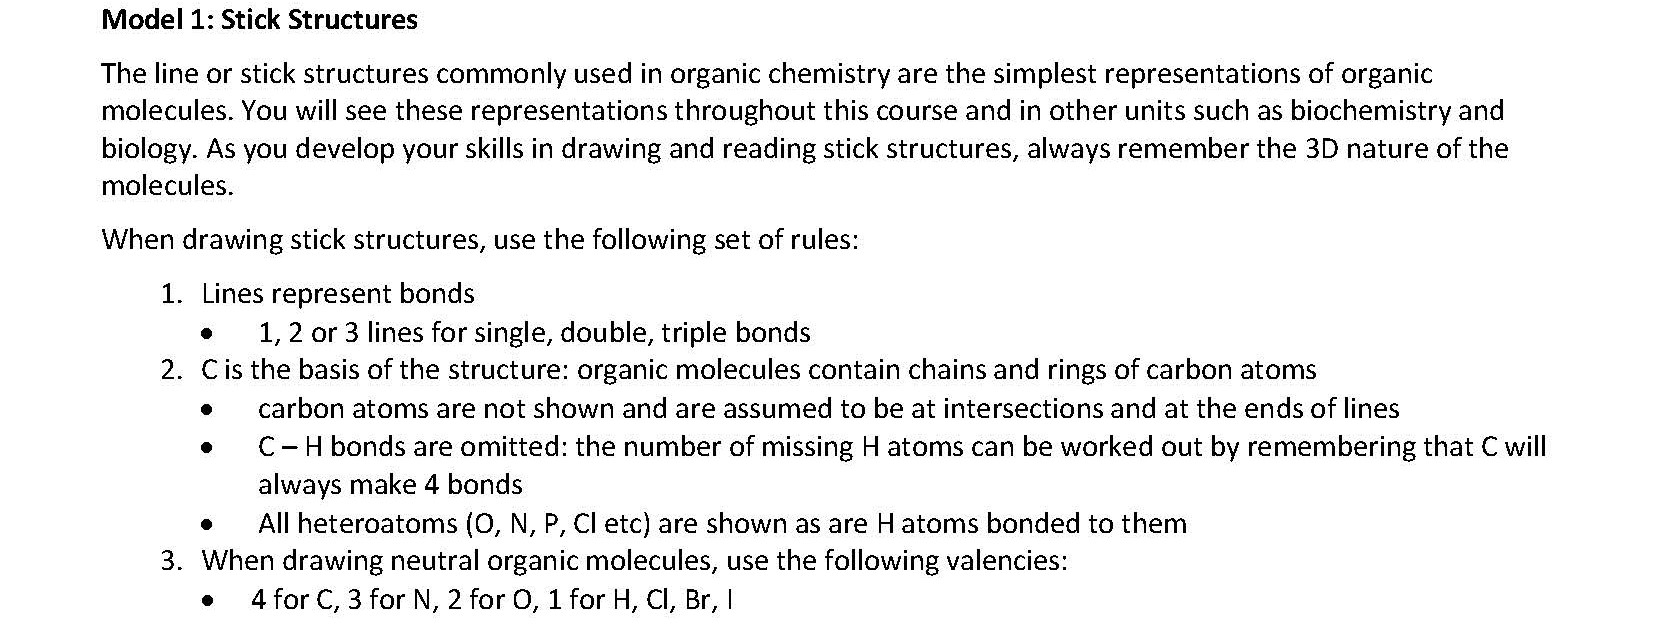 Model 1: Stick Structures
The line or stick structures commonly used in organic chemistry are the simplest representations of organic
molecules. You will see these representations throughout this course and in other units such as biochemistry and
biology. As you develop your skills in drawing and reading stick structures, always remember the 3D nature of the
molecules.
When drawing stick structures, use the following set of rules:
1. Lines represent bonds
• 1, 2 or 3 lines for single, double, triple bonds
2. C is the basis of the structure: organic molecules contain chains and rings of carbon atoms
• carbon atoms are not shown and are assumed to be at intersections and at the ends of lines
• C – H bonds are omitted: the number of missing H atoms can be worked out by remembering that C will
always make 4 bonds
• All heteroatoms (O, N, P, Cl etc) are shown as are H atoms bonded to them
3. When drawing neutral organic molecules, use the following valencies:
• 4 for C, 3 for N, 2 for O, 1 for H, Cl, Br, I